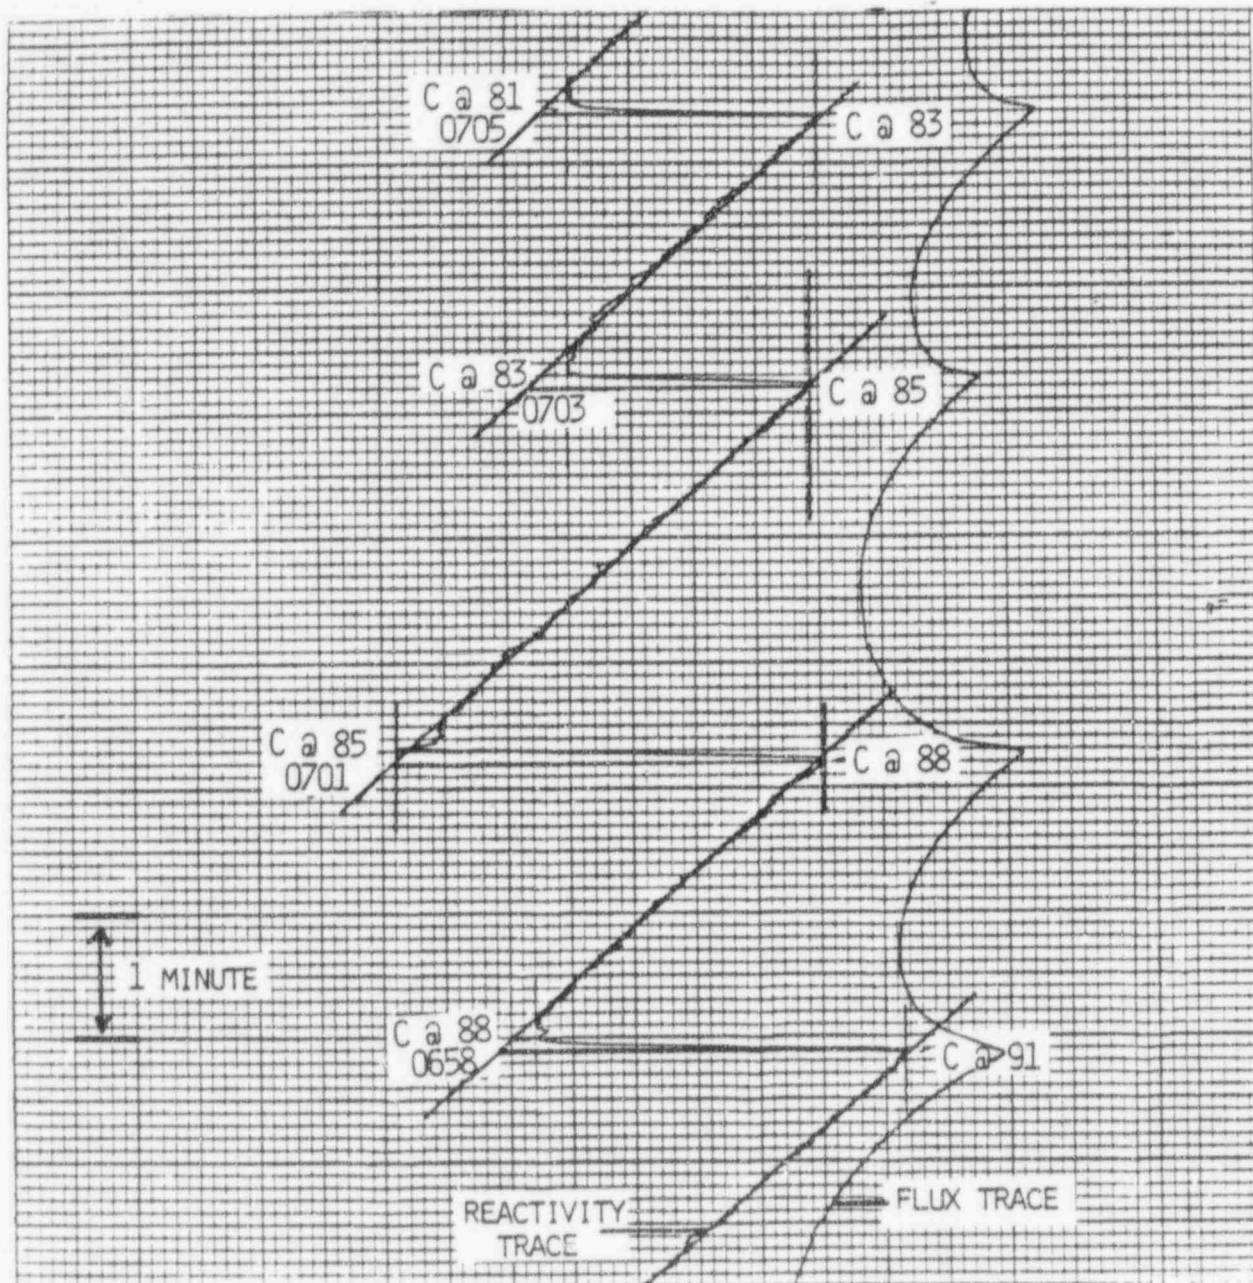 C @ 81
0705
C @ 83
C @ 83
0703
C @ 85
C @ 85
0701
C @ 88
1 MINUTE
C @ 88
0658
C @ 91
REACTIVITY
TRACE
FLUX TRACE